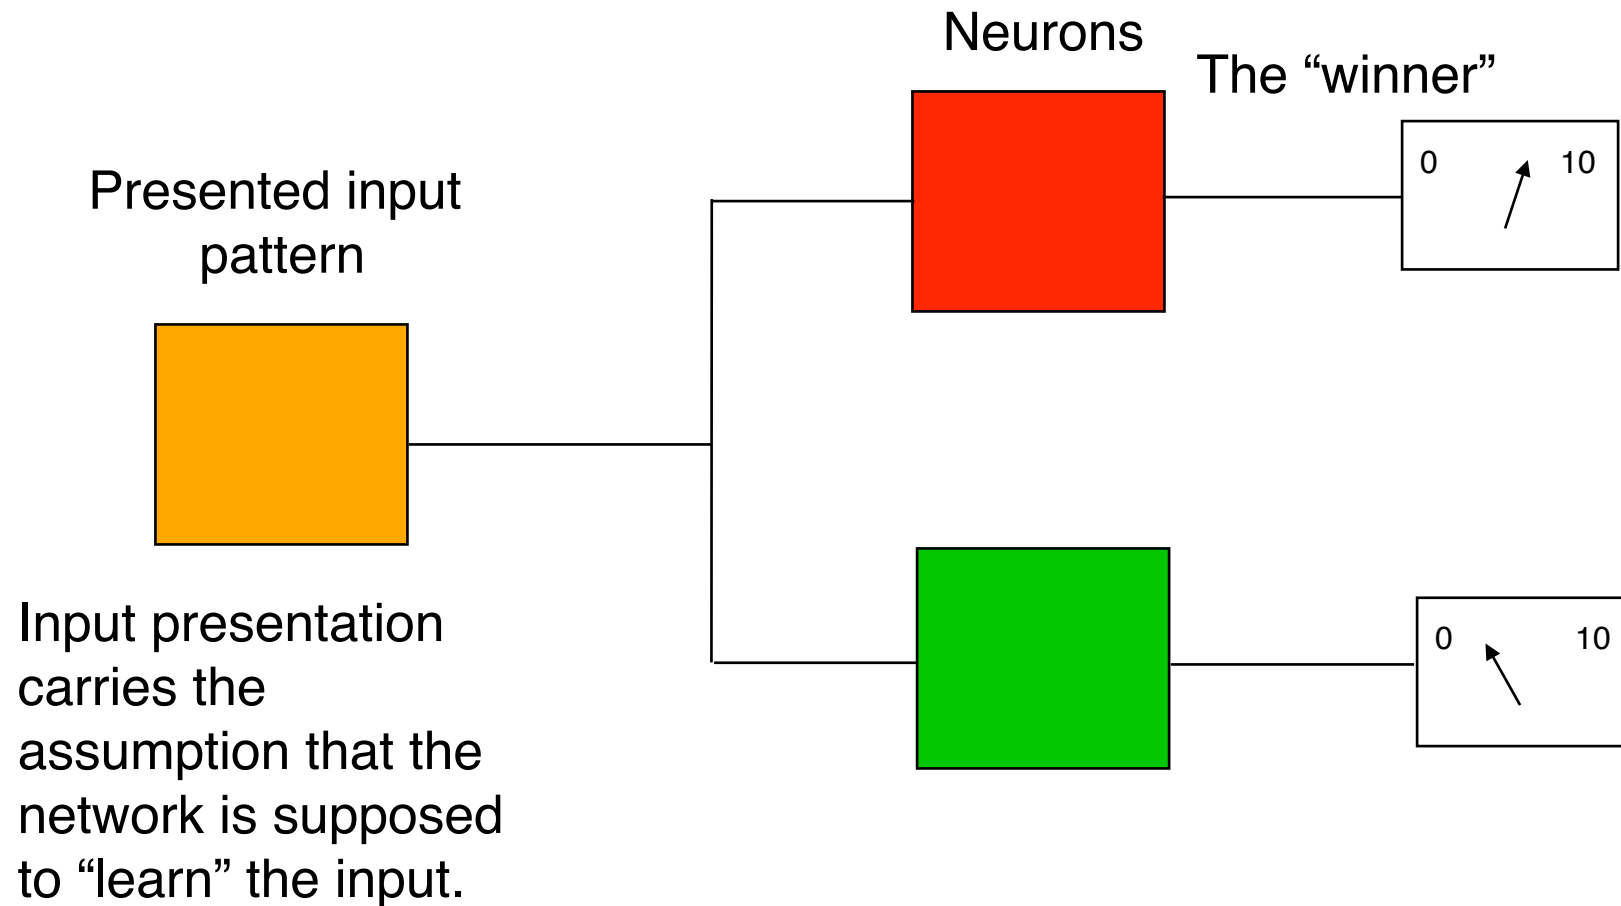 Neurons
The “winner”
0 10
Presented input
pattern
Input presentation
carries the
assumption that the
network is supposed
to “learn” the input.
0 10